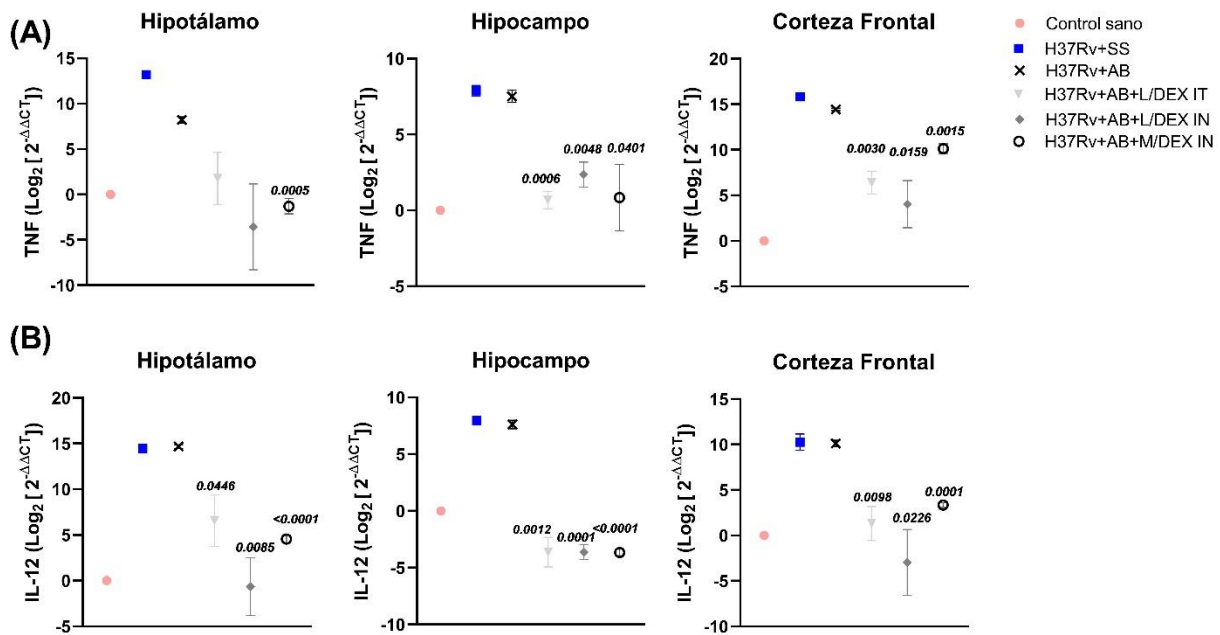 (A)
Hipotálamo
Hipocampo
Corteza Frontal
Control sano
H37Rv+SS
H37Rv+AB
H37Rv+AB+L/DEX IT
H37Rv+AB+L/DEX IN
H37Rv+AB+M/DEX IN
TNF (Log2 [ 2-ΔΔCT])
15
10
5
0
-5
-10
0.0005
TNF (Log2 [ 2-ΔΔCT])
10
5
0
-5
0.0006
0.0048
0.0401
TNF (Log2 [ 2-ΔΔCT])
20
15
10
5
0
-5
0.0030
0.0159
0.0015
(B)
Hipotálamo
Hipocampo
Corteza Frontal
IL-12 (Log2 [ 2-ΔΔCT])
20
15
10
5
0
-5
0.0446
0.0085
<0.0001
IL-12 (Log2 [ 2-ΔΔCT])
10
5
0
-5
-10
0.0012
0.0001
<0.0001
IL-12 (Log2 [ 2-ΔΔCT])
15
10
5
0
-5
-10
0.0098
0.0226
0.0001